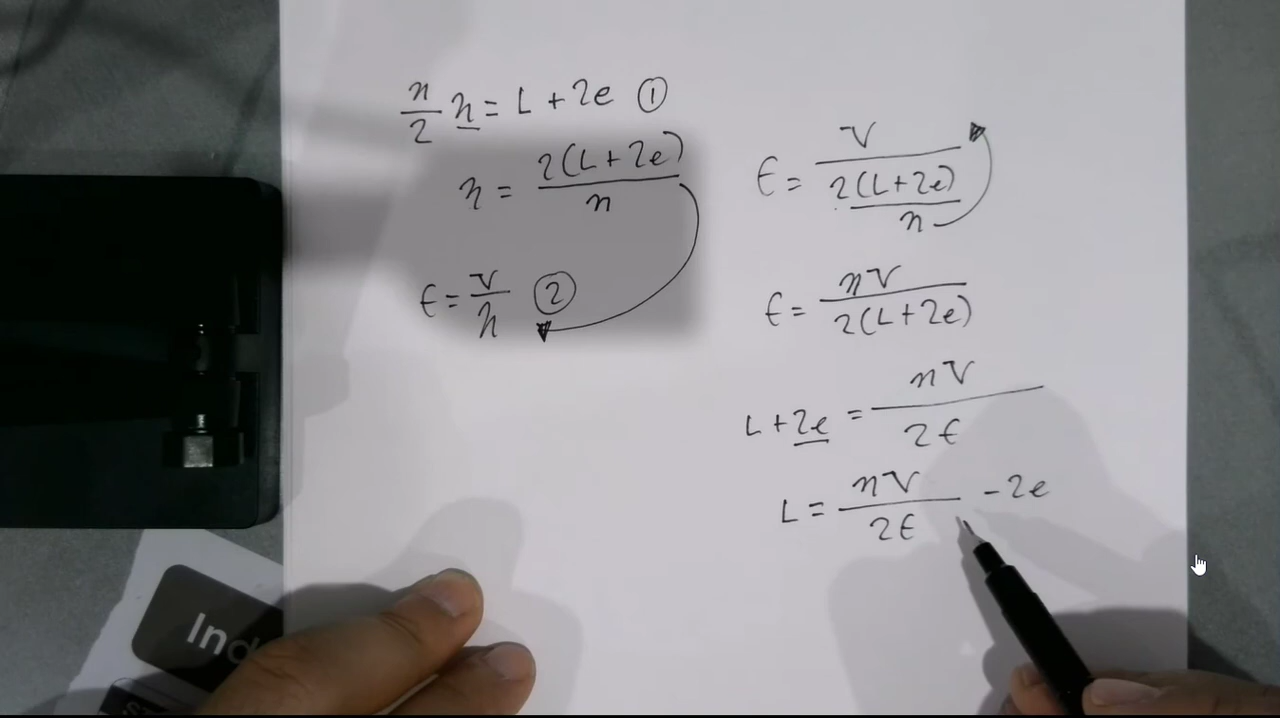 n/2 λ = L + 2e ①
λ = 2(L + 2e)/n
f = v/λ ②
f = v/(2(L + 2e)/n)
f = nv/2(L + 2e)
L + 2e = nv/2f
L = nv/2f - 2e
Ind